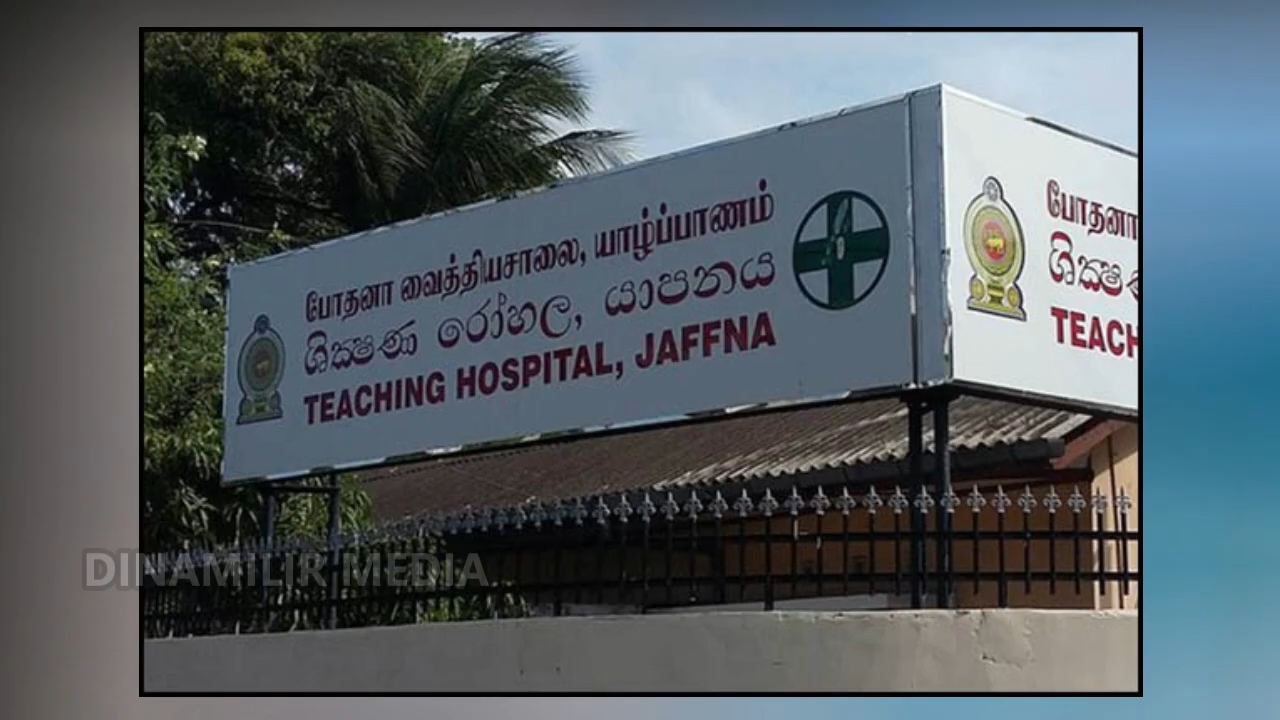 போதனா வைத்தியசாலை, யாழ்ப்பாணம்
ශික්ෂණ රෝහල, යාපනය
TEACHING HOSPITAL, JAFFNA
போதனா
ශික්ෂ
TEACH
DINAMILIR MEDIA